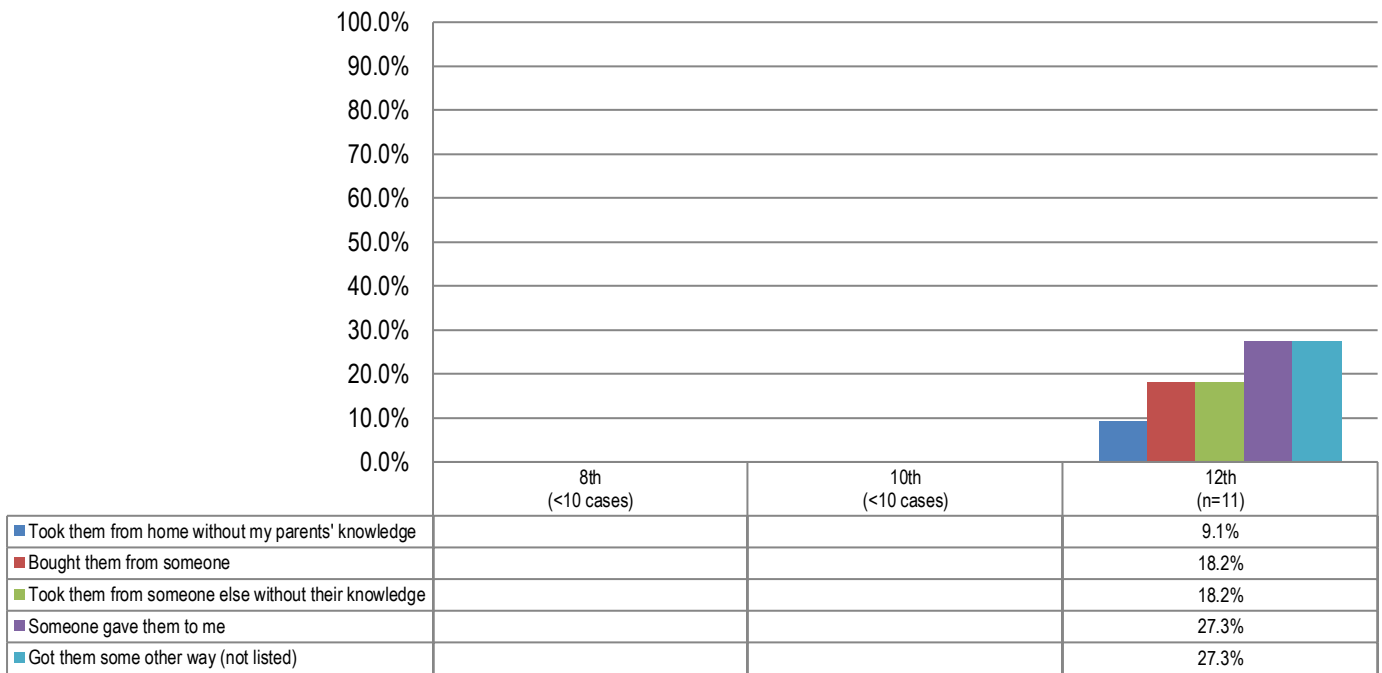 100.0%
90.0%
80.0%
70.0%
60.0%
50.0%
40.0%
30.0%
20.0%
10.0%
0.0%
8th 10th 12th
(<10 cases) (<10 cases) (n=11)
Took them from home without my parents' knowledge 9.1%
Bought them from someone 18.2%
Took them from someone else without their knowledge 18.2%
Someone gave them to me 27.3%
Got them some other way (not listed) 27.3%